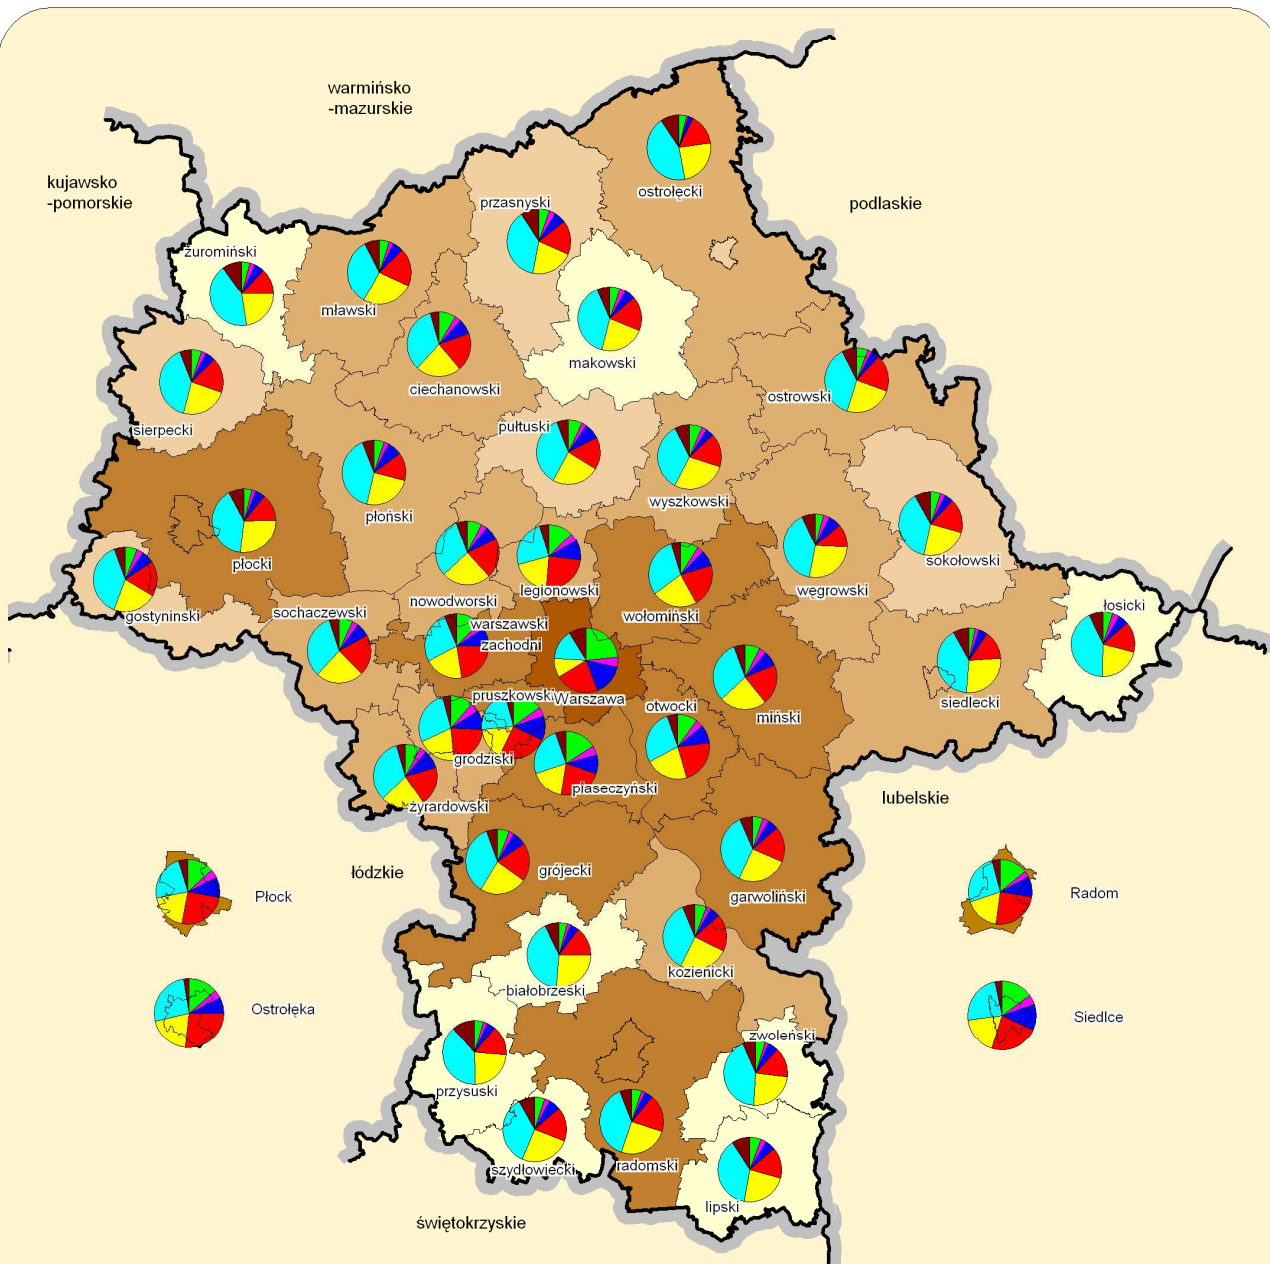 warmińsko
-mazurskie
kujawsko
-pomorskie
podlaskie
ostrołęcki
przasnyski
żuromiński
mławski
makowski
ciechanowski
ostrowski
sierpecki
pułtuski
wyszkowski
płoński
sokołowski
płocki
węgrowski
legionowski
nowodworski
łosicki
gostyninski
sochaczewski
wołomiński
warszawski
zachodni
pruszkowski
Warszawa
otwocki
miński
siedlecki
grodziski
piaseczyński
żyrardowski
lubelskie
łódzkie
grójecki
garwoliński
Płock
Radom
kozienicki
białobrzeski
Ostrołęka
Siedlce
zwoleński
przysuski
szydłowiecki
radomski
lipski
świętokrzyskie